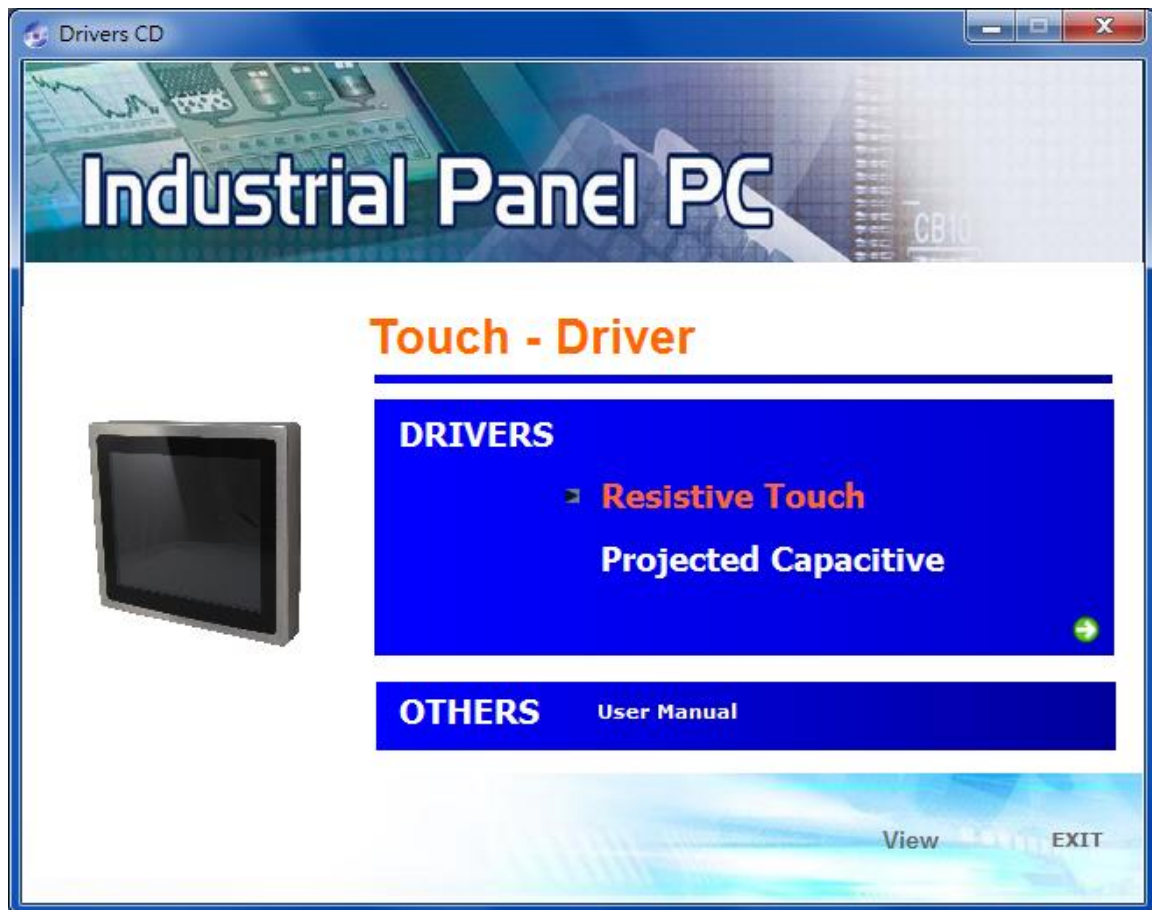 Drivers CD
Industrial Panel PC
CB10
Touch - Driver
DRIVERS
Resistive Touch
Projected Capacitive
OTHERS User Manual
View EXIT